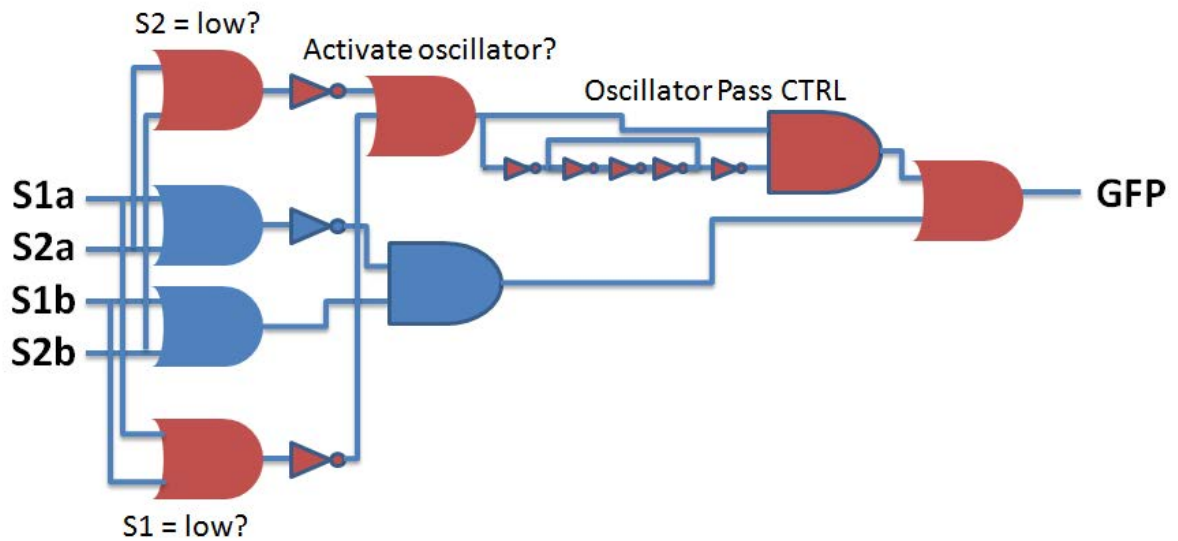 S2 = low?
Activate oscillator?
Oscillator Pass CTRL
S1a
GFP
S2a
S1b
S2b
S1 = low?